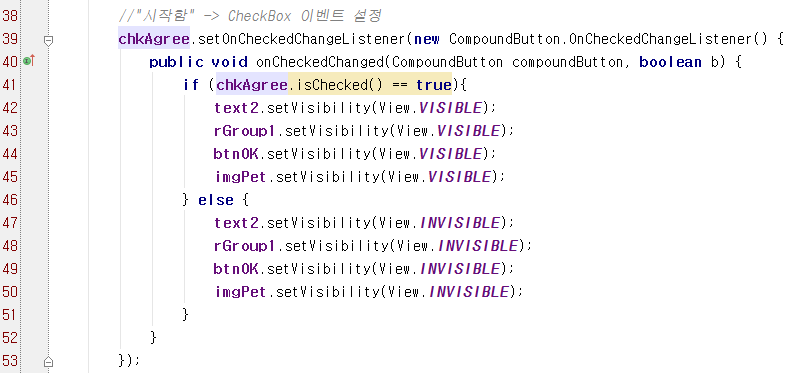 38 //"시작함" -> CheckBox 이벤트 설정
39 chkAgree.setOnCheckedChangeListener(new CompoundButton.OnCheckedChangeListener() {
40 public void onCheckedChanged(CompoundButton compoundButton, boolean b) {
41 if (chkAgree.isChecked() == true){
42 text2.setVisibility(View.VISIBLE);
43 rGroup1.setVisibility(View.VISIBLE);
44 btnOK.setVisibility(View.VISIBLE);
45 imgPet.setVisibility(View.VISIBLE);
46 } else {
47 text2.setVisibility(View.INVISIBLE);
48 rGroup1.setVisibility(View.INVISIBLE);
49 btnOK.setVisibility(View.INVISIBLE);
50 imgPet.setVisibility(View.INVISIBLE);
51 }
52 }
53 });